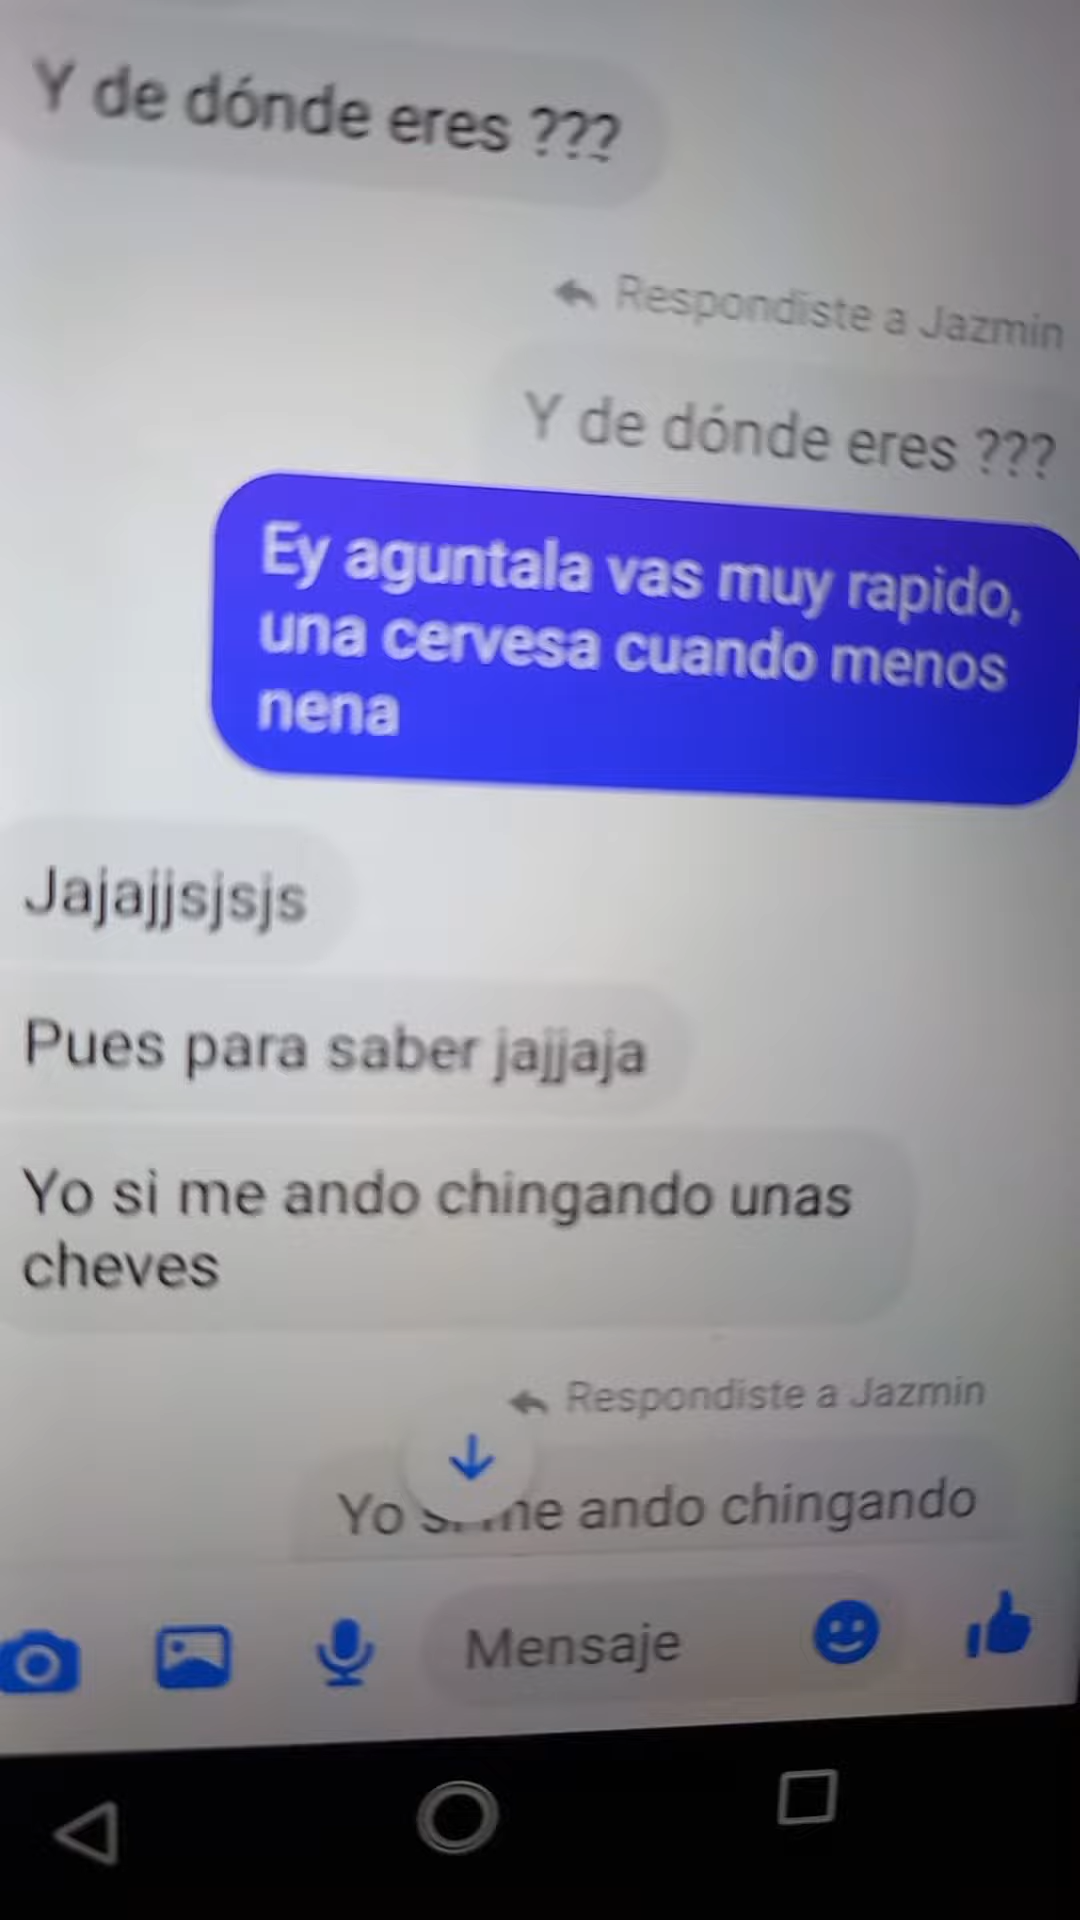 Y de dónde eres ???
Respondiste a Jazmin
Y de dónde eres ???
Ey aguntala vas muy rapido,
una cervesa cuando menos
nena
Jajajjsjsjs
Pues para saber jajjaja
Yo si me ando chingando unas
cheves
Respondiste a Jazmin
Yo me ando chingando
Mensaje